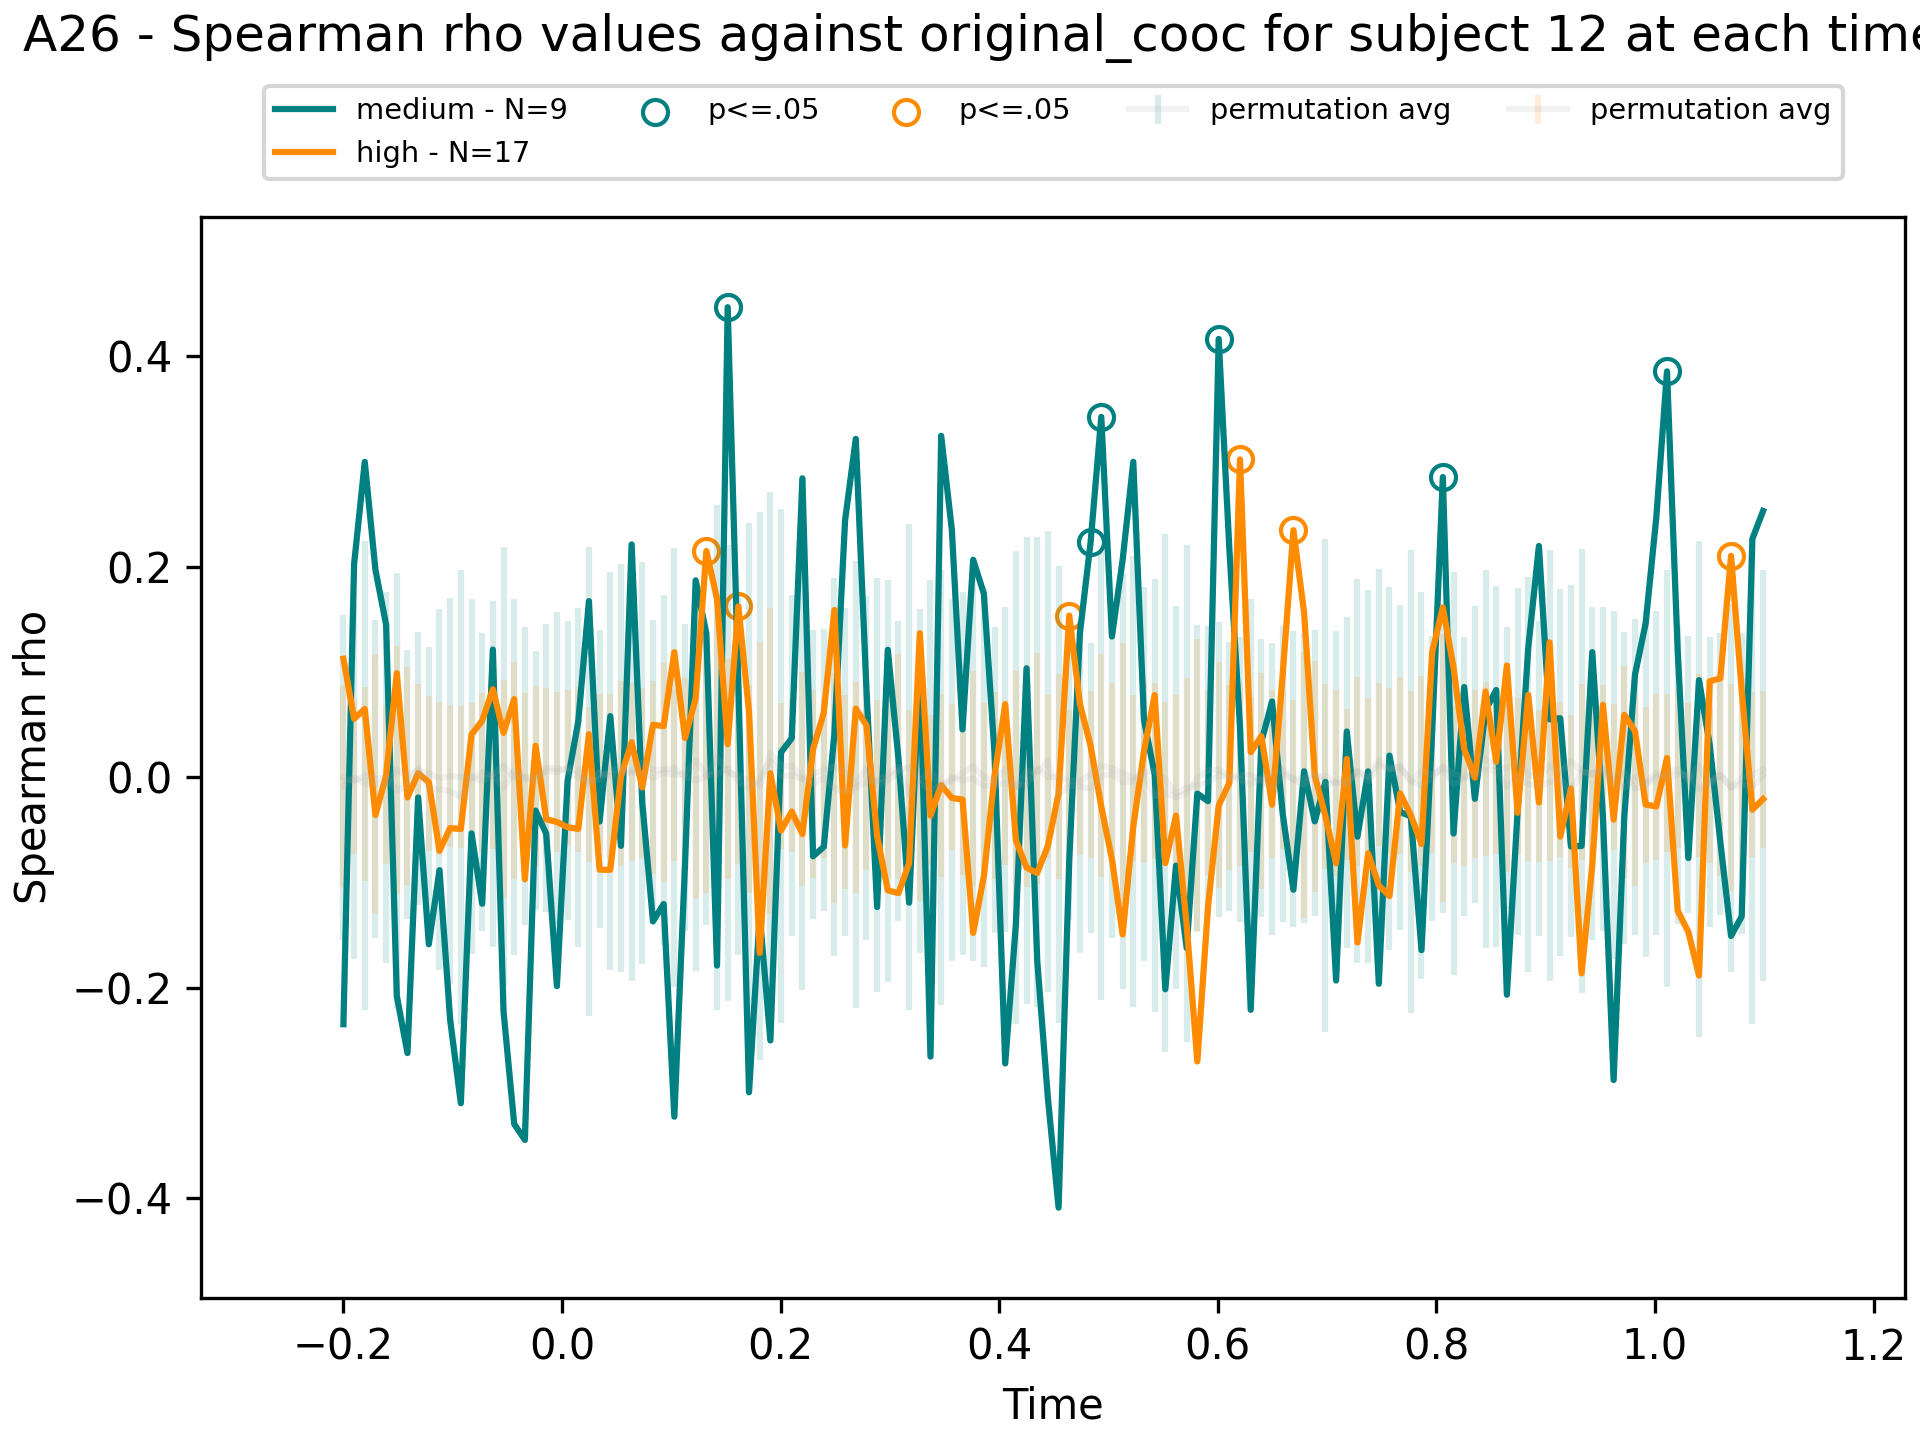 A26 - Spearman rho values against original_cooc for subject 12 at each time
medium - N=9
high - N=17
p<=.05
p<=.05
permutation avg
permutation avg
Spearman rho
0.4
0.2
0.0
−0.2
−0.4
−0.2 0.0 0.2 0.4 0.6 0.8 1.0 1.2
Time